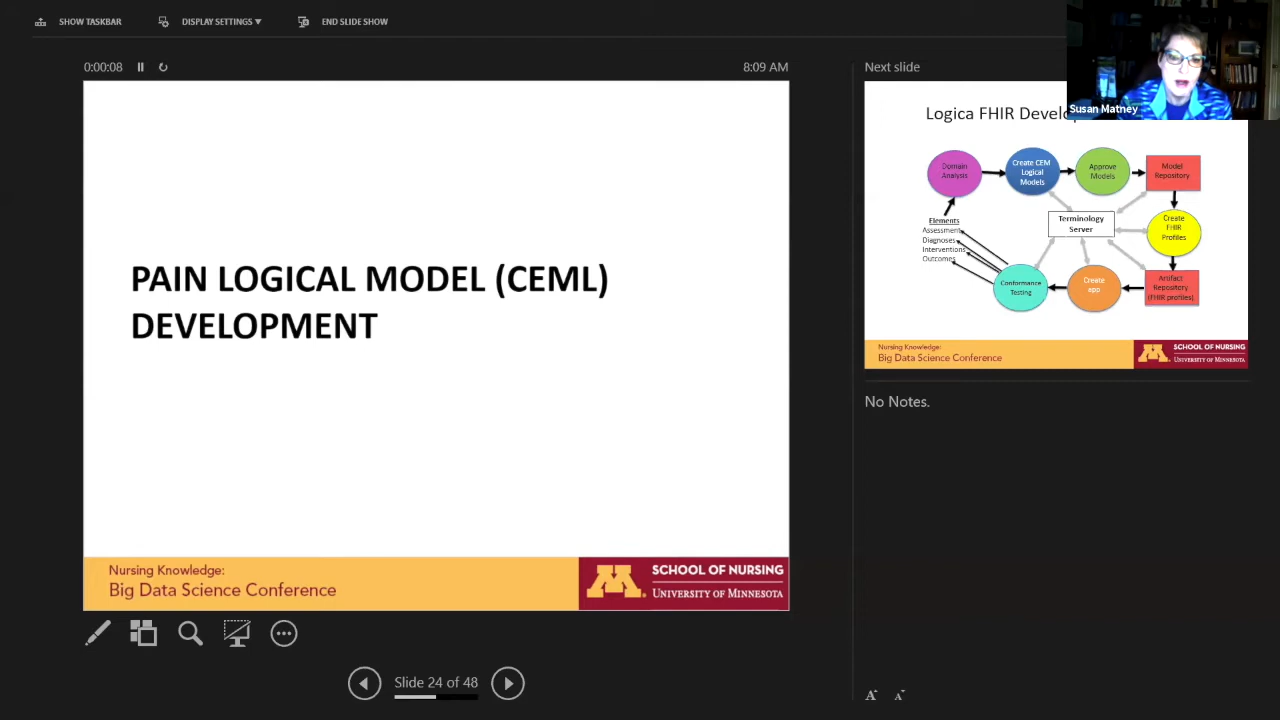 SHOW TASKBAR
DISPLAY SETTINGS
END SLIDE SHOW
0:00:08
8:09 AM
PAIN LOGICAL MODEL (CEML)
DEVELOPMENT
Nursing Knowledge:
Big Data Science Conference
M
SCHOOL OF NURSING
UNIVERSITY OF MINNESOTA
Slide 24 of 48
Next slide
Susan Matney
Logica FHIR
Domain
Analysis
Create CEM
Logical
Models
Approve
Models
Model
Repository
Elements
Assessment
Diagnoses
Interventions
Outcomes
Terminology
Server
Create
FHIR
Profiles
Conformance
Testing
Create
app
Artifact
Repository
(FHIR profiles)
Nursing Knowledge:
Big Data Science Conference
M
SCHOOL OF NURSING
UNIVERSITY OF MINNESOTA
No Notes.
A
A